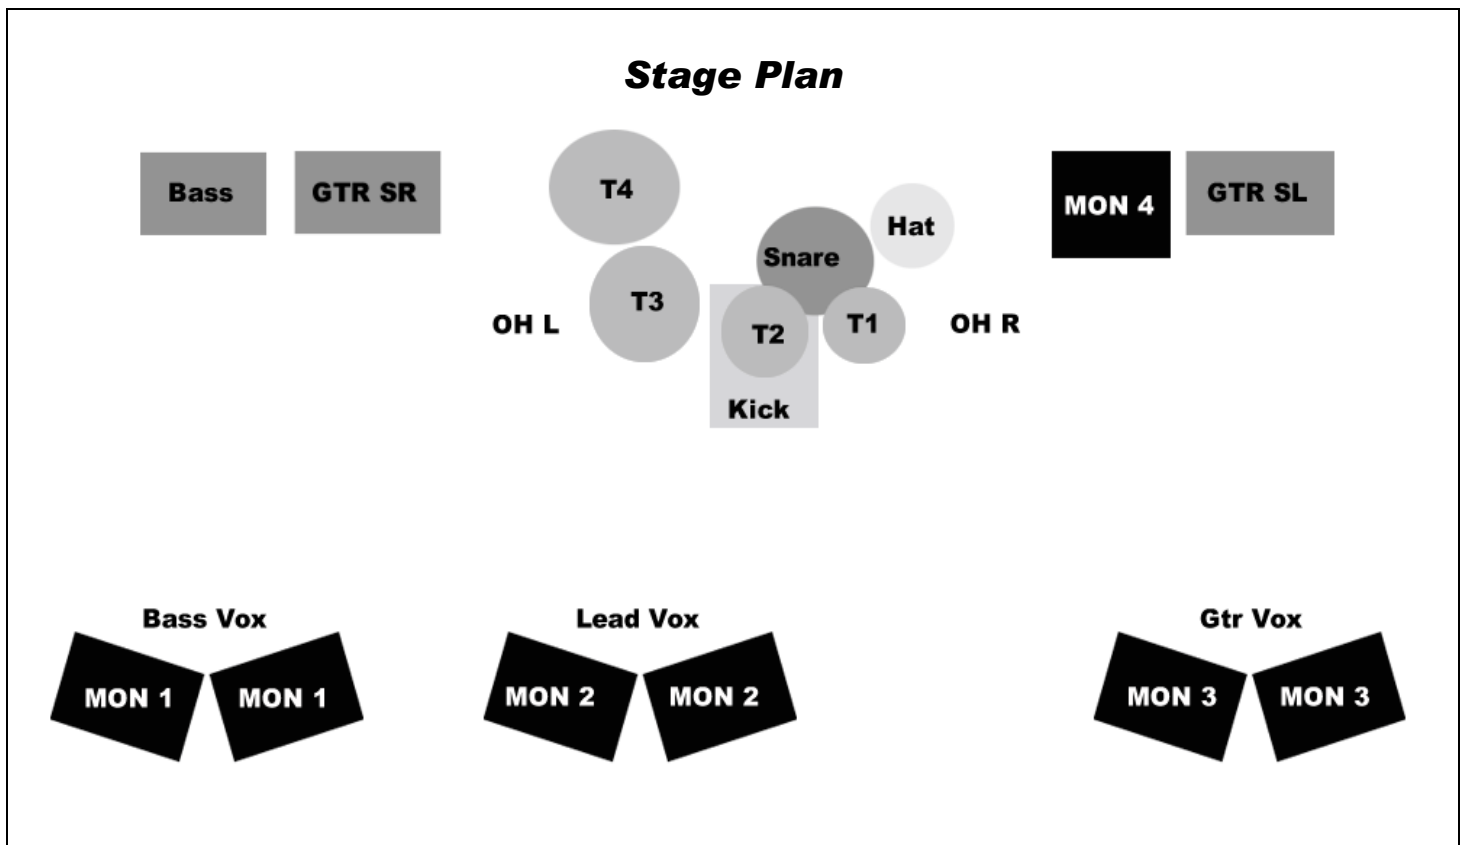 Stage Plan
Bass
GTR SR
T4
Hat
MON 4
GTR SL
Snare
T3
OH L
T2
T1
OH R
Kick
Bass Vox
Lead Vox
Gtr Vox
MON 1
MON 1
MON 2
MON 2
MON 3
MON 3